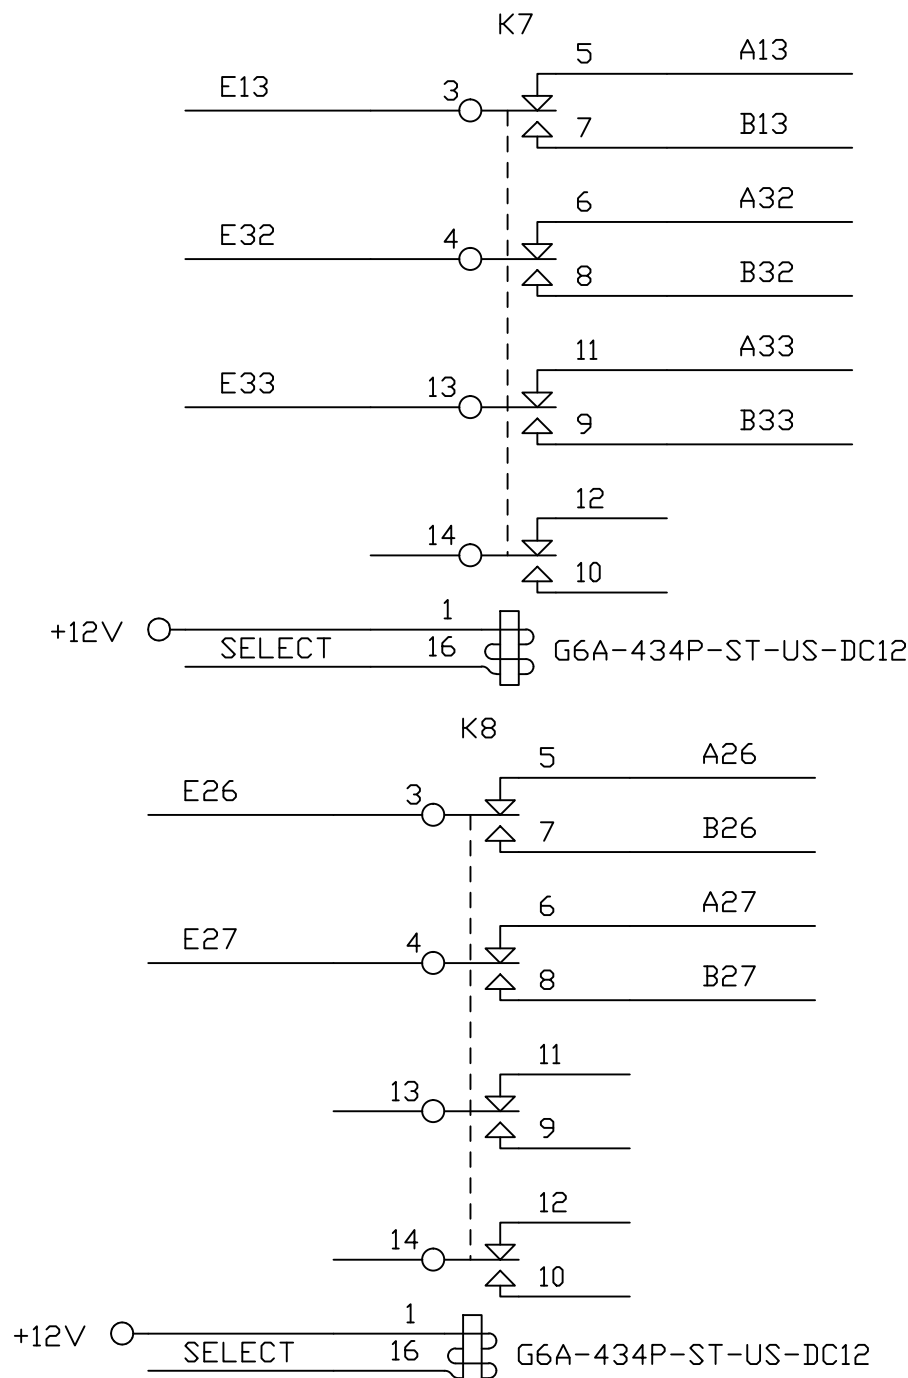 K7
5 A13
E13 3
7 B13
6 A32
E32 4
8 B32
11 A33
E33 13
9 B33
12
14
10
+12V 1
SELECT 16 G6A-434P-ST-US-DC12
K8
5 A26
E26 3
7 B26
6 A27
E27 4
8 B27
11
13
9
12
14
10
+12V 1
SELECT 16 G6A-434P-ST-US-DC12